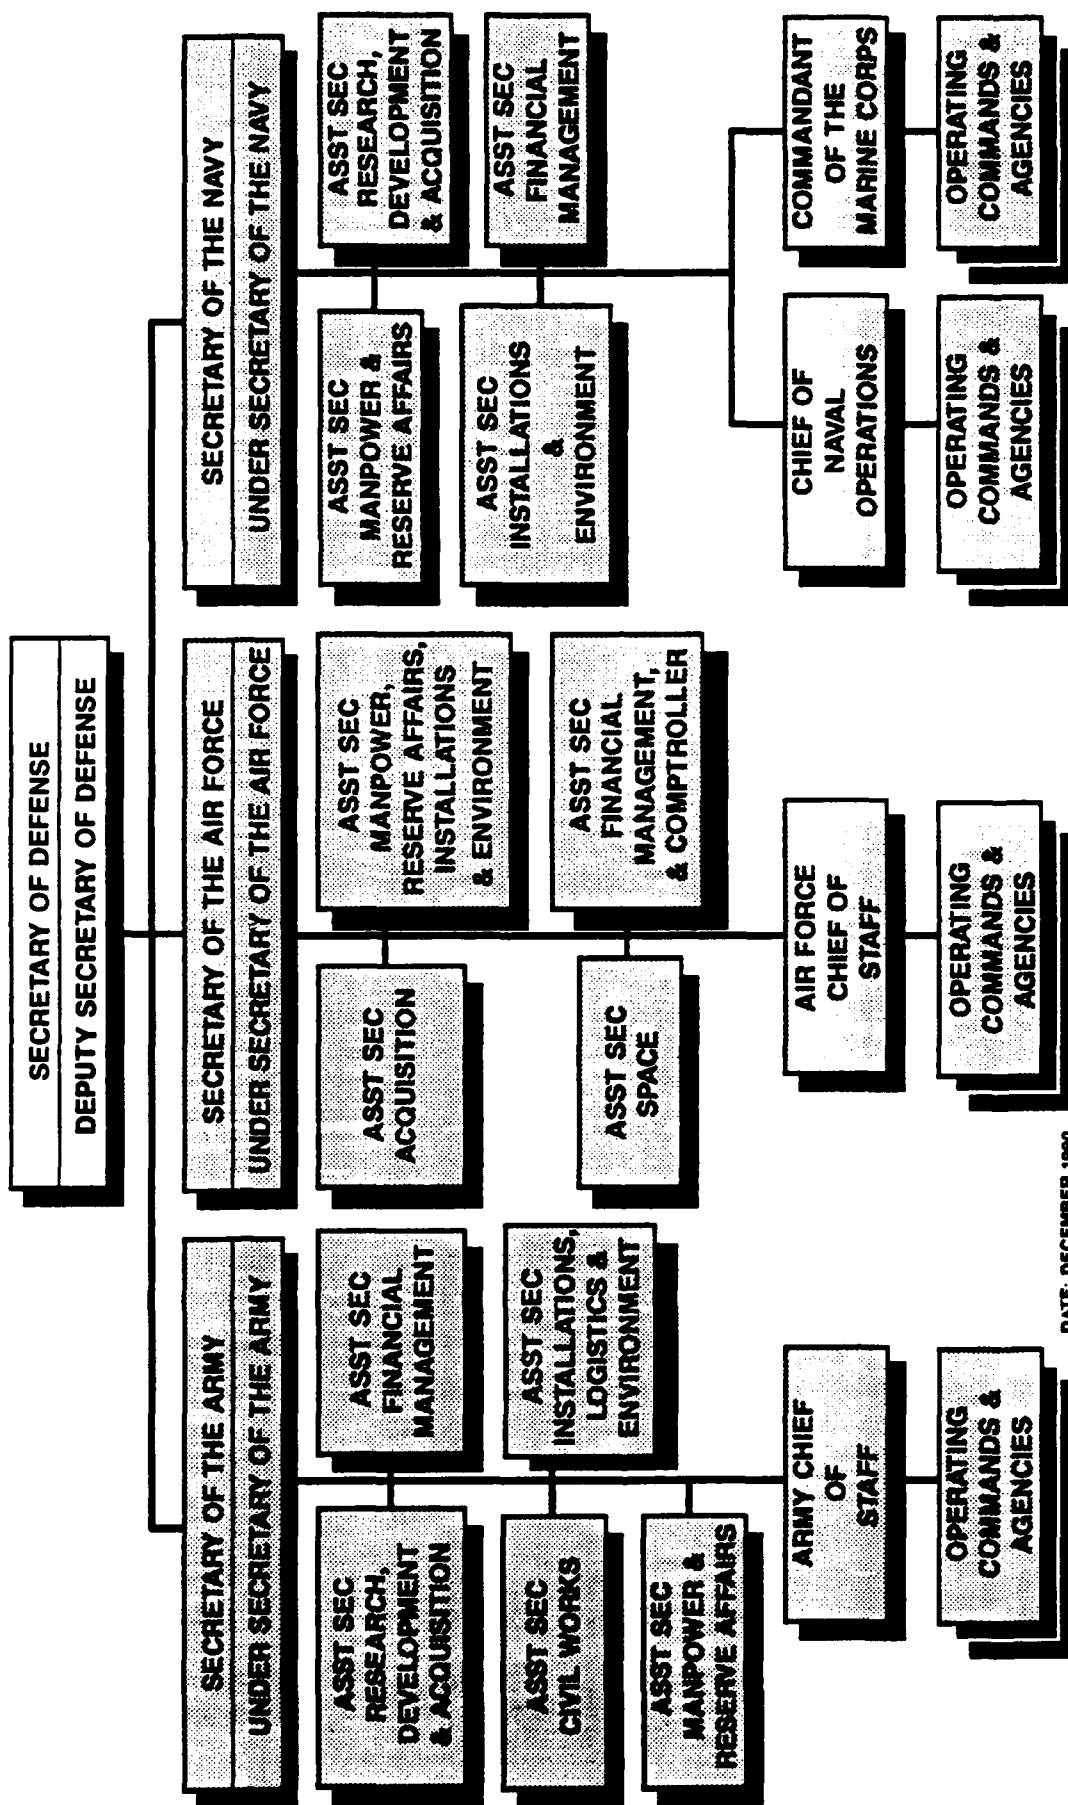 SECRETARY OF DEFENSE
DEPUTY SECRETARY OF DEFENSE
SECRETARY OF THE ARMY
UNDER SECRETARY OF THE ARMY
ASST SEC
RESEARCH,
DEVELOPMENT
& ACQUISITION
ASST SEC
FINANCIAL
MANAGEMENT
ASST SEC
CIVIL WORKS
ASST SEC
INSTALLATIONS,
LOGISTICS &
ENVIRONMENT
ASST SEC
MANPOWER &
RESERVE AFFAIRS
ARMY CHIEF
OF
STAFF
OPERATING
COMMANDS &
AGENCIES
SECRETARY OF THE AIR FORCE
UNDER SECRETARY OF THE AIR FORCE
ASST SEC
ACQUISITION
ASST SEC
MANPOWER,
RESERVE AFFAIRS,
INSTALLATIONS
& ENVIRONMENT
ASST SEC
SPACE
ASST SEC
FINANCIAL
MANAGEMENT,
& COMPTROLLER
AIR FORCE
CHIEF OF
STAFF
OPERATING
COMMANDS &
AGENCIES
SECRETARY OF THE NAVY
UNDER SECRETARY OF THE NAVY
ASST SEC
MANPOWER &
RESERVE AFFAIRS
ASST SEC
RESEARCH,
DEVELOPMENT
& ACQUISITION
ASST SEC
INSTALLATIONS
&
ENVIRONMENT
ASST SEC
FINANCIAL
MANAGEMENT
CHIEF OF
NAVAL
OPERATIONS
COMMANDANT
OF THE
MARINE CORPS
OPERATING
COMMANDS &
AGENCIES
OPERATING
COMMANDS &
AGENCIES
DATE: DECEMBER